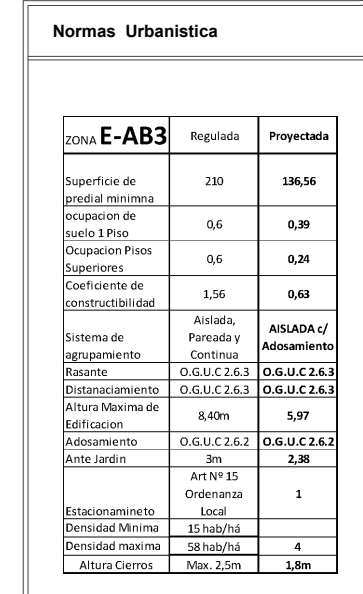 Normas Urbanistica
ZONA E-AB3 Regulada Proyectada
Superficie de predial minimna 210 136,56
ocupacion de suelo 1 Piso 0,6 0,39
Ocupacion Pisos Superiores 0,6 0,24
Coeficiente de constructibilidad 1,56 0,63
Sistema de agrupamiento Aislada, Pareada y Continua AISLADA c/ Adosamiento
Rasante O.G.U.C 2.6.3 O.G.U.C 2.6.3
Distanaciamiento O.G.U.C 2.6.3 O.G.U.C 2.6.3
Altura Maxima de Edificacion 8,40m 5,97
Adosamiento O.G.U.C 2.6.2 O.G.U.C 2.6.2
Ante Jardin 3m 2,38
Estacionamineto Art Nº 15 Ordenanza Local 1
Densidad Minima 15 hab/há
Densidad maxima 58 hab/há 4
Altura Cierros Max. 2,5m 1,8m